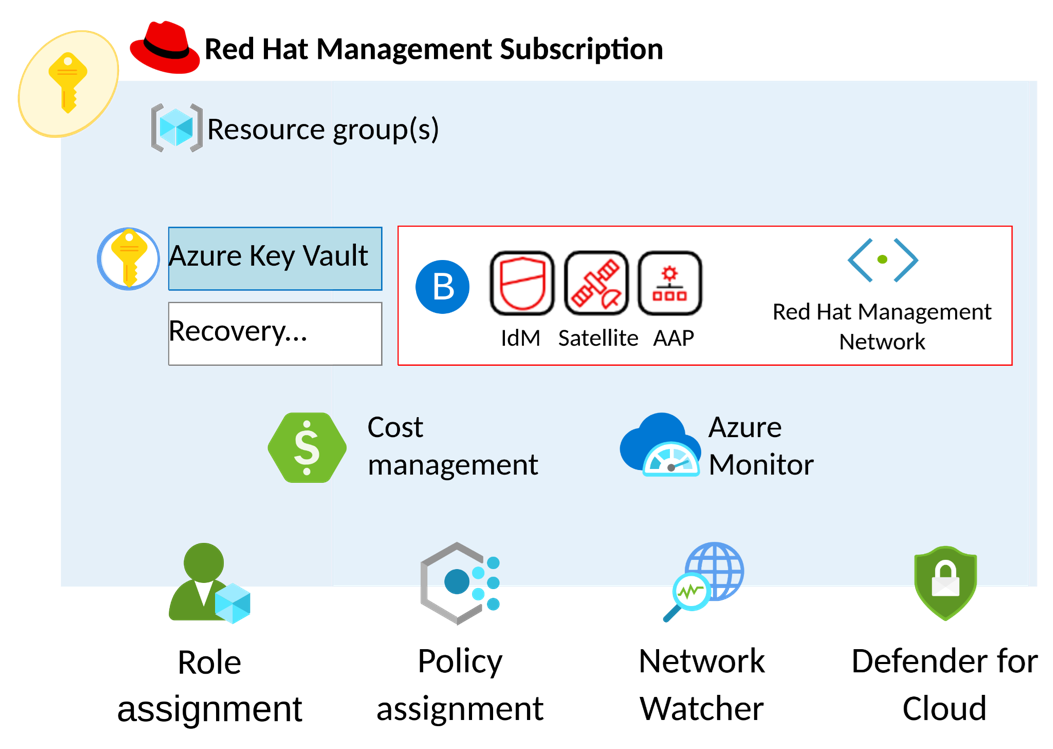 Red Hat Management Subscription
Resource group(s)
Azure Key Vault
Recovery...
B
IdM Satellite AAP
Red Hat Management
Network
Cost
management
Azure
Monitor
Role
assignment
Policy
assignment
Network
Watcher
Defender for
Cloud